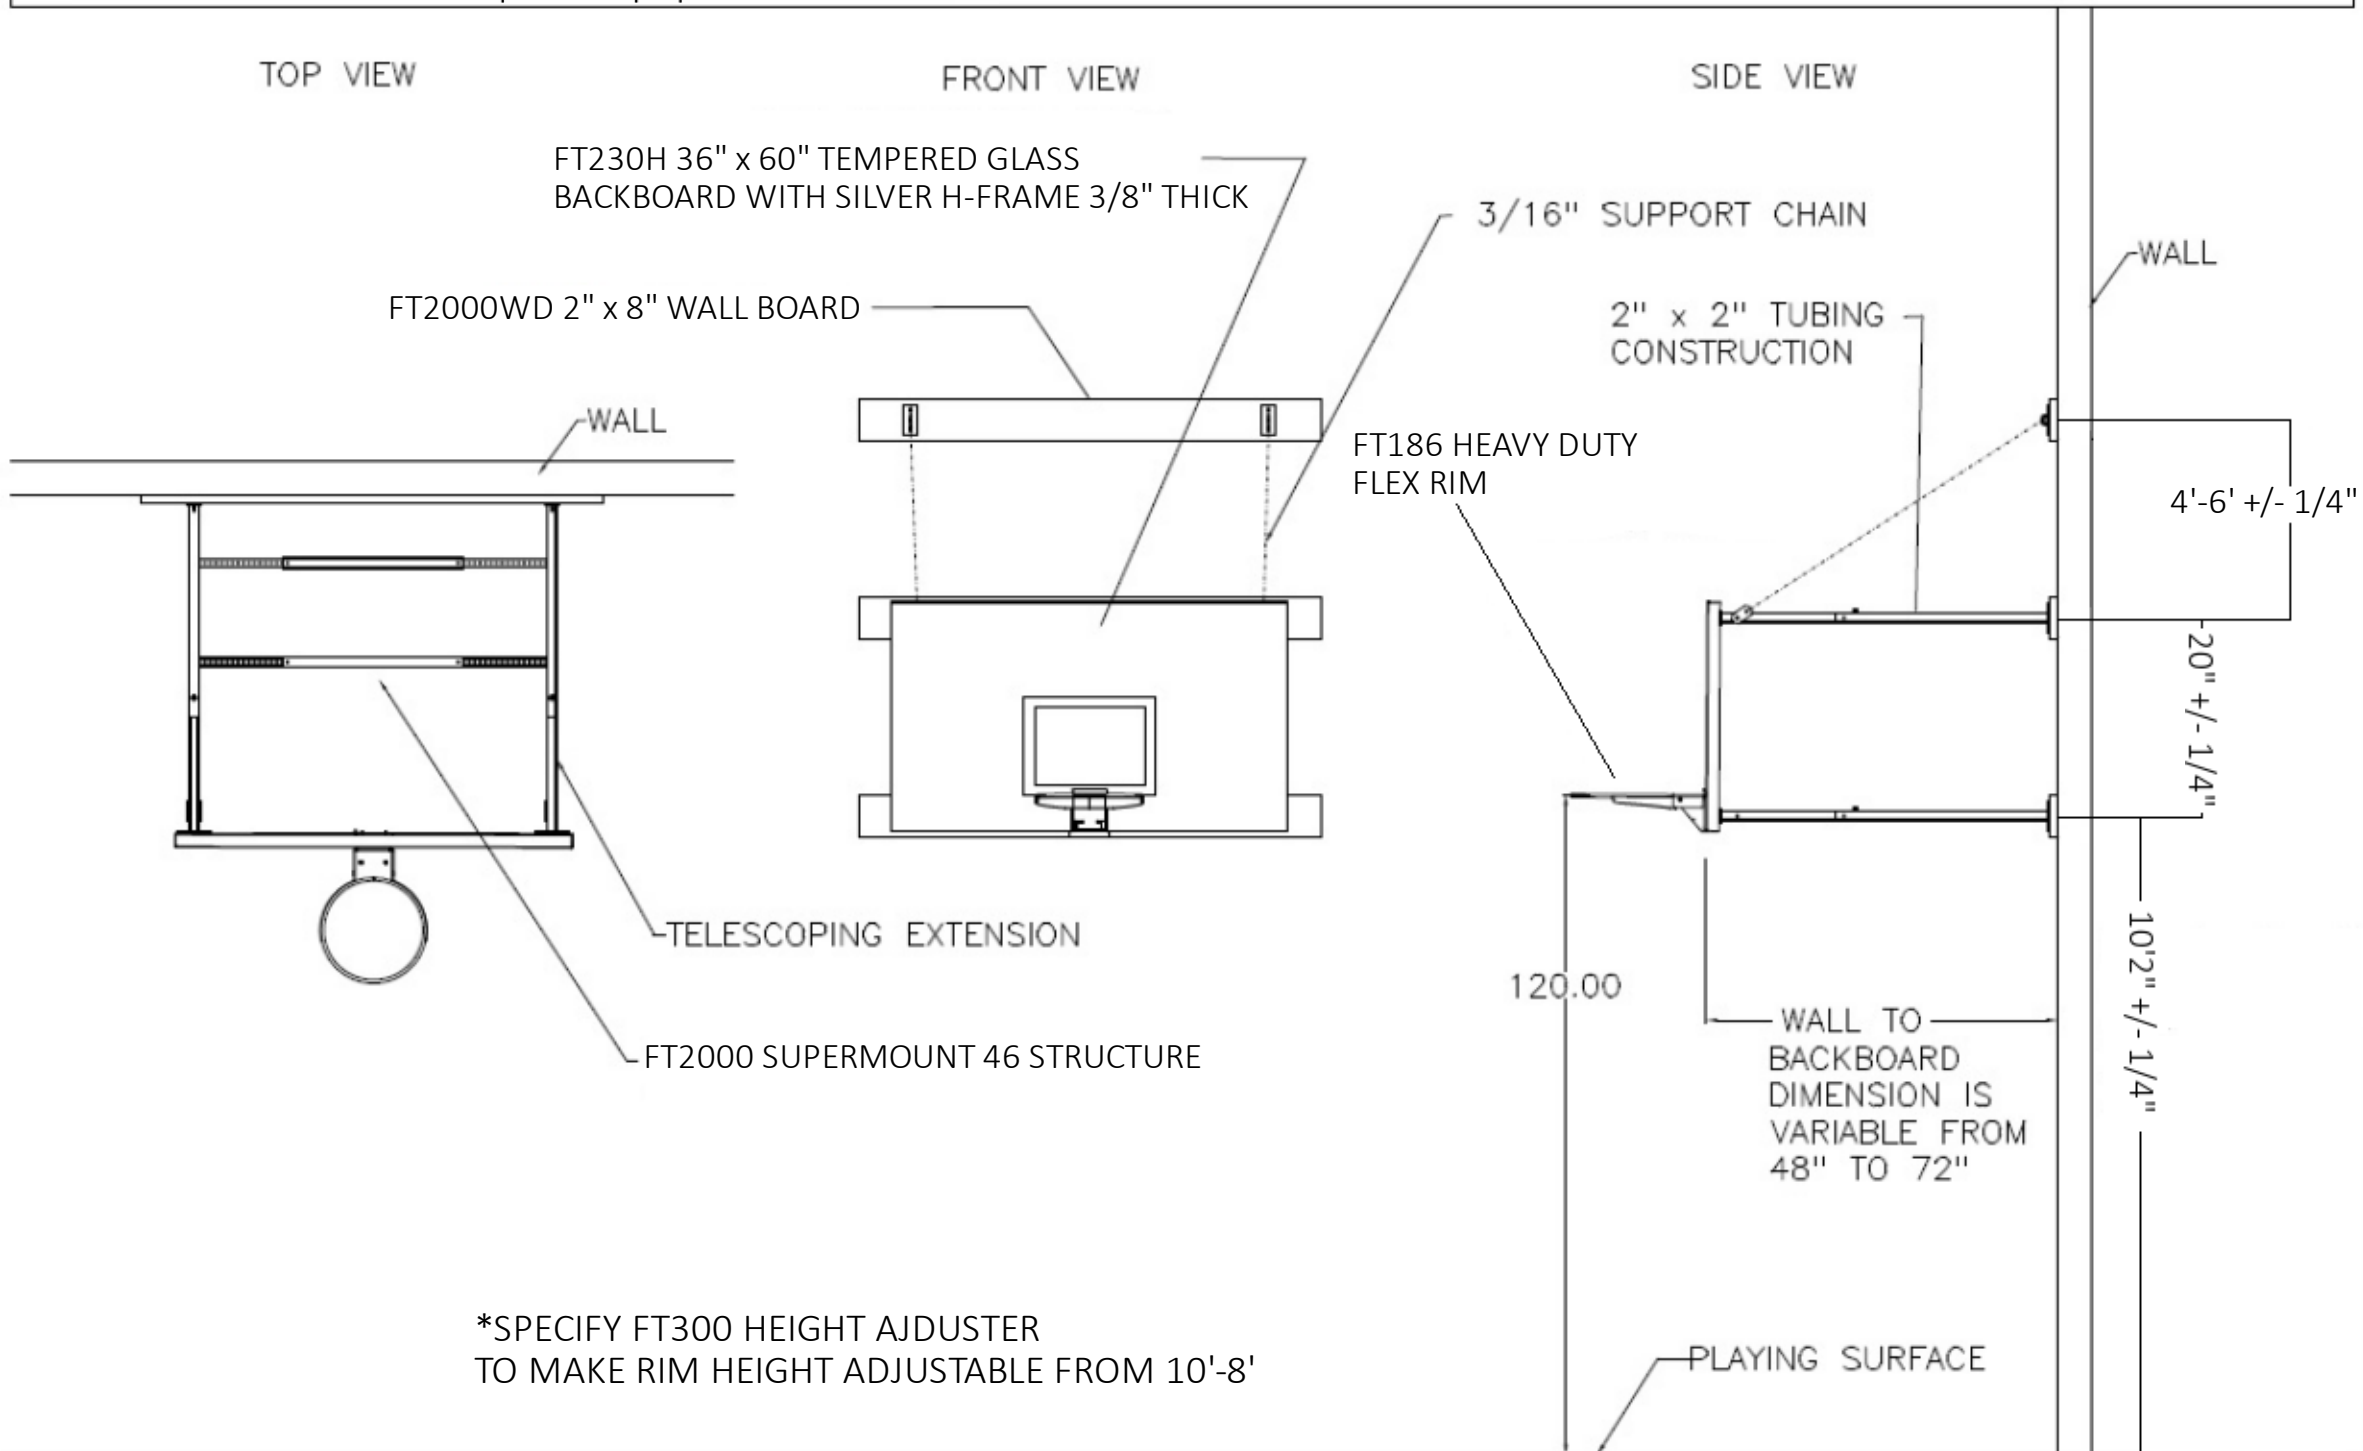 TOP VIEW
FRONT VIEW
SIDE VIEW
FT230H 36" x 60" TEMPERED GLASS
BACKBOARD WITH SILVER H-FRAME 3/8" THICK
3/16" SUPPORT CHAIN
WALL
FT2000WD 2" x 8" WALL BOARD
2" x 2" TUBING
CONSTRUCTION
WALL
FT186 HEAVY DUTY
FLEX RIM
4'-6' +/- 1/4"
20" +/- 1/4"
TELESCOPING EXTENSION
10'2" +/- 1/4"
120.00
FT2000 SUPERMOUNT 46 STRUCTURE
WALL TO
BACKBOARD
DIMENSION IS
VARIABLE FROM
48" TO 72"
*SPECIFY FT300 HEIGHT AJDUSTER
TO MAKE RIM HEIGHT ADJUSTABLE FROM 10'-8'
PLAYING SURFACE